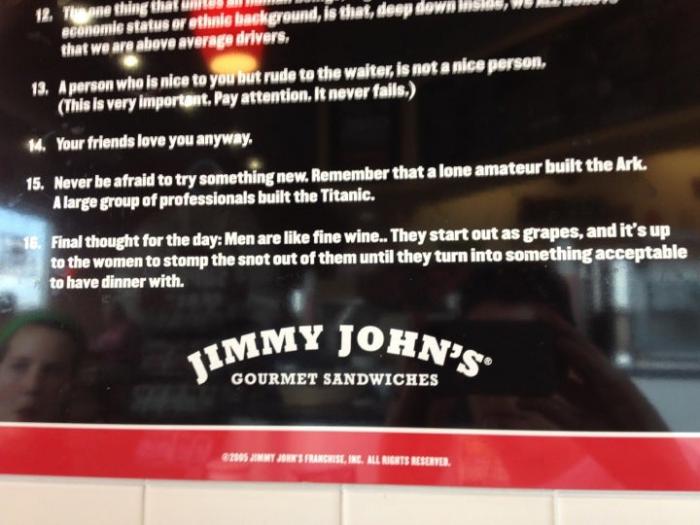 12. The one thing that unites all human
economic status or ethnic background, is that, deep down inside, we ALL believe
that we are above average drivers.
13. A person who is nice to you but rude to the waiter, is not a nice person.
(This is very important. Pay attention. It never fails.)
14. Your friends love you anyway.
15. Never be afraid to try something new. Remember that a lone amateur built the Ark.
A large group of professionals built the Titanic.
16. Final thought for the day: Men are like fine wine.. They start out as grapes, and it's up
to the women to stomp the snot out of them until they turn into something acceptable
to have dinner with.
JIMMY JOHN'S®
GOURMET SANDWICHES
©2005 JIMMY JOHN'S FRANCHISE, INC. ALL RIGHTS RESERVED.